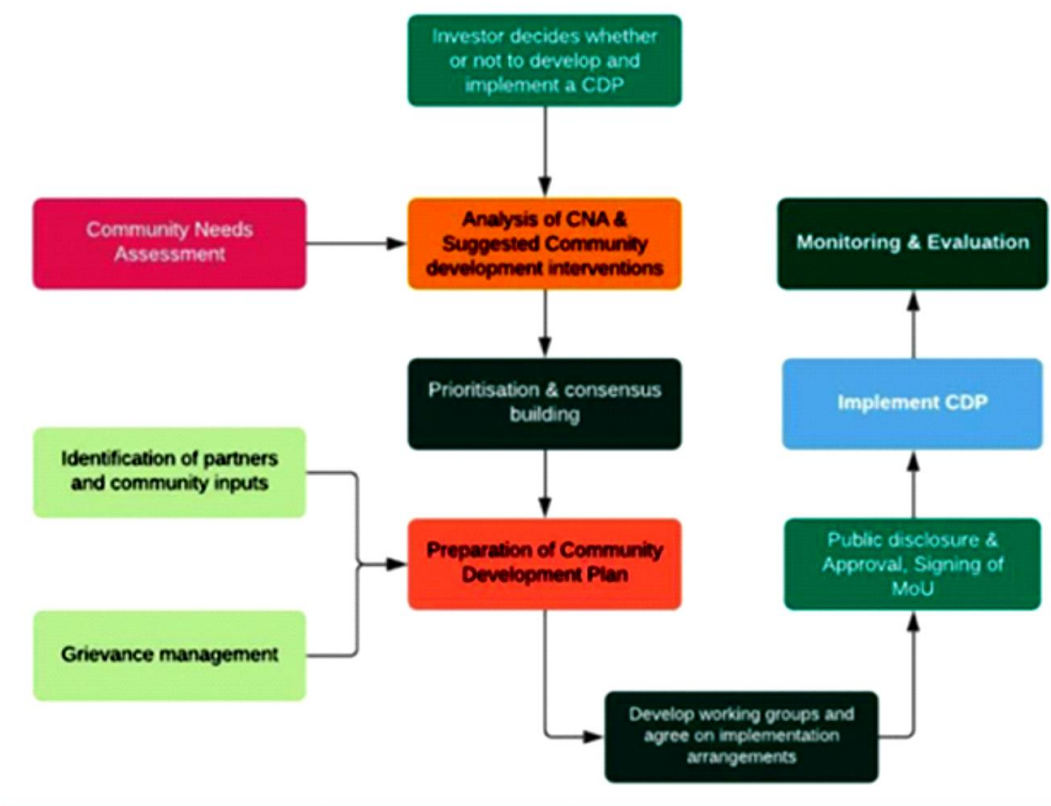 Investor decides whether
or not to develop and
implement a CDP
Community Needs
Assessment
Analysis of CNA &
Suggested Community
development interventions
Monitoring & Evaluation
Prioritisation & consensus
building
Implement CDP
Identification of partners
and community inputs
Preparation of Community
Development Plan
Public disclosure &
Approval, Signing of
MoU
Grievance management
Develop working groups and
agree on implementation
arrangements